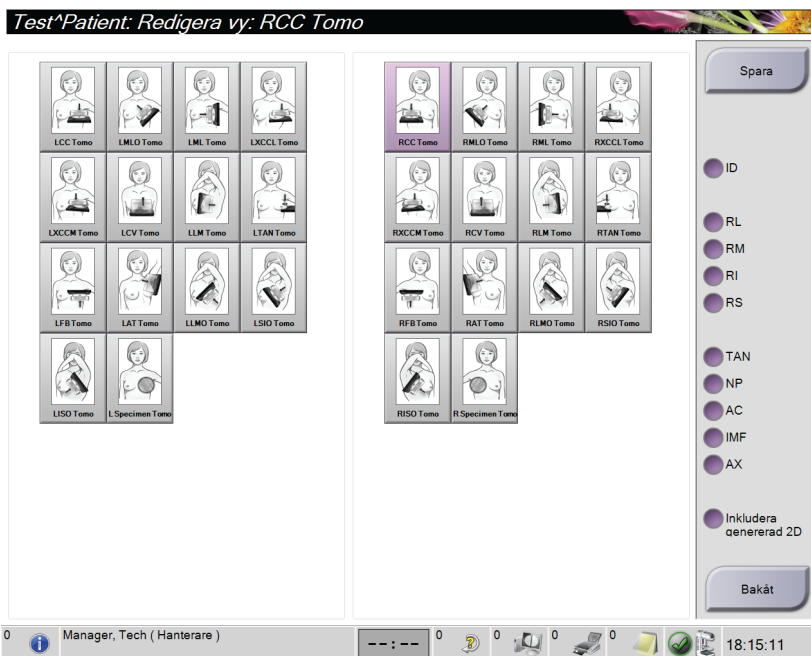 Test^Patient: Redigera vy: RCC Tomo
LCC Tomo
LMLO Tomo
LML Tomo
LXCCL Tomo
RCC Tomo
RMLO Tomo
RML Tomo
RXCCL Tomo
LXCCM Tomo
LCV Tomo
LLM Tomo
LTAN Tomo
RXCCM Tomo
RCV Tomo
RLM Tomo
RTAN Tomo
LFB Tomo
LAT Tomo
LLMO Tomo
LSIO Tomo
RFB Tomo
RAT Tomo
RLMO Tomo
RSIO Tomo
LISO Tomo
L Specimen Tomo
RISO Tomo
R Specimen Tomo
Spara
ID
RL
RM
RI
RS
TAN
NP
AC
IMF
AX
Inkludera
genererad 2D
Bakåt
0
Manager, Tech ( Hanterare )
--:--
0
0
0
0
18:15:11